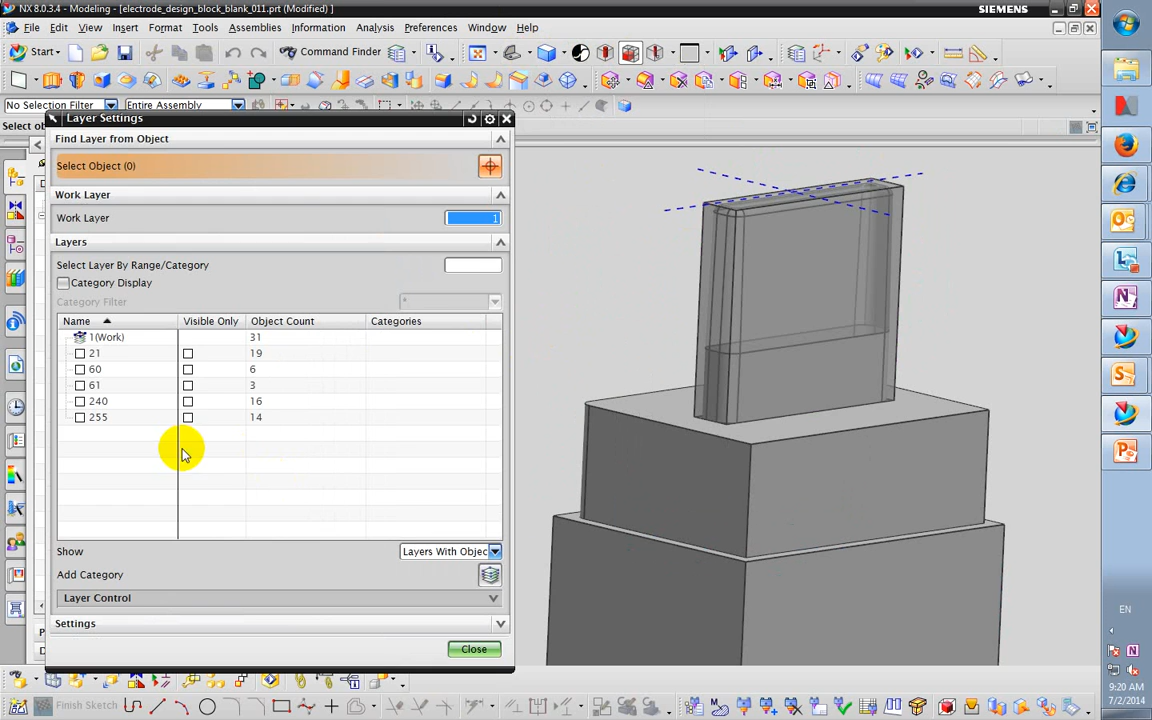 NX 8.0.3.4 - Modeling - [electrode_design_block_blank_011.prt (Modified) ]
SIEMENS
File Edit View Insert Format Tools Assemblies Information Analysis Preferences Window Help
Start
Command Finder
No Selection Filter
Entire Assembly
Select ob
Layer Settings
Find Layer from Object
Select Object (0)
Work Layer
Work Layer 1
Layers
Select Layer By Range/Category
Category Display
Category Filter *
Name Visible Only Object Count Categories
1(Work) 31
21 19
60 6
61 3
240 16
255 14
Show Layers With Objec
Add Category
Layer Control
Settings
Close
Finish Sketch
EN
9:20 AM
7/2/2014